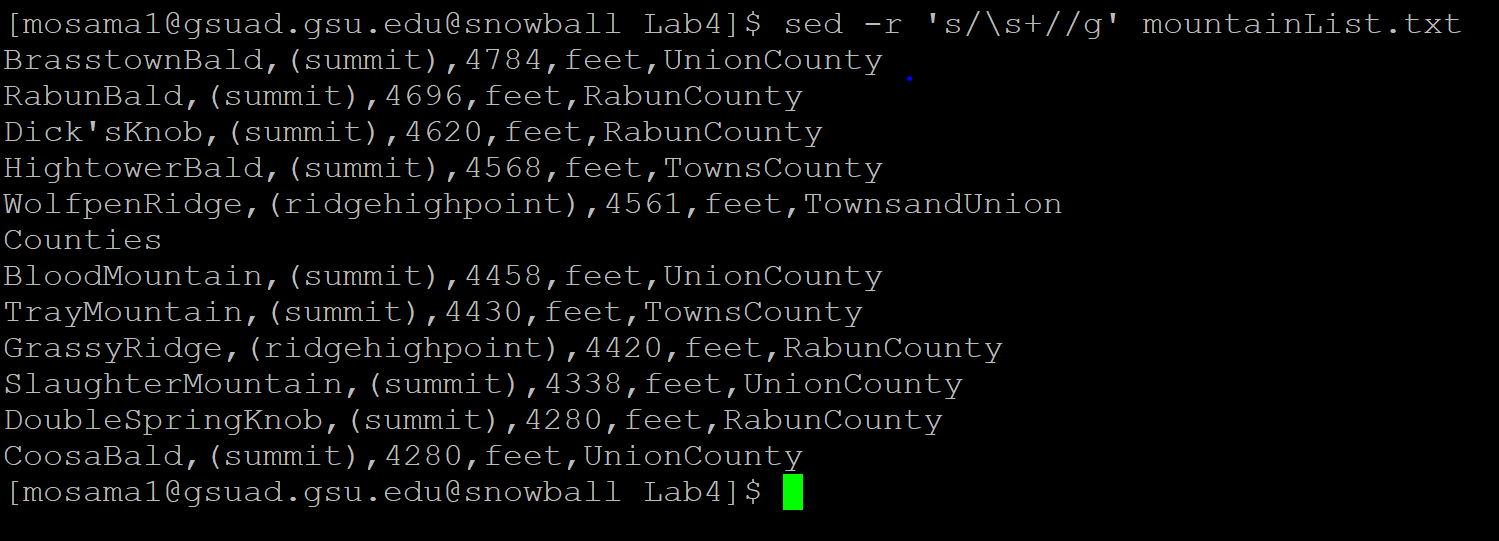 [mosama1@gsuad.gsu.edu@snowball Lab4]$ sed -r 's/\s+//g' mountainList.txt
BrasstownBald,(summit),4784,feet,UnionCounty
RabunBald,(summit),4696,feet,RabunCounty
Dick'sKnob,(summit),4620,feet,RabunCounty
HightowerBald,(summit),4568,feet,TownsCounty
WolfpenRidge,(ridgehighpoint),4561,feet,TownsandUnion
Counties
BloodMountain,(summit),4458,feet,UnionCounty
TrayMountain,(summit),4430,feet,TownsCounty
GrassyRidge,(ridgehighpoint),4420,feet,RabunCounty
SlaughterMountain,(summit),4338,feet,UnionCounty
DoubleSpringKnob,(summit),4280,feet,RabunCounty
CoosaBald,(summit),4280,feet,UnionCounty
[mosama1@gsuad.gsu.edu@snowball Lab4]$